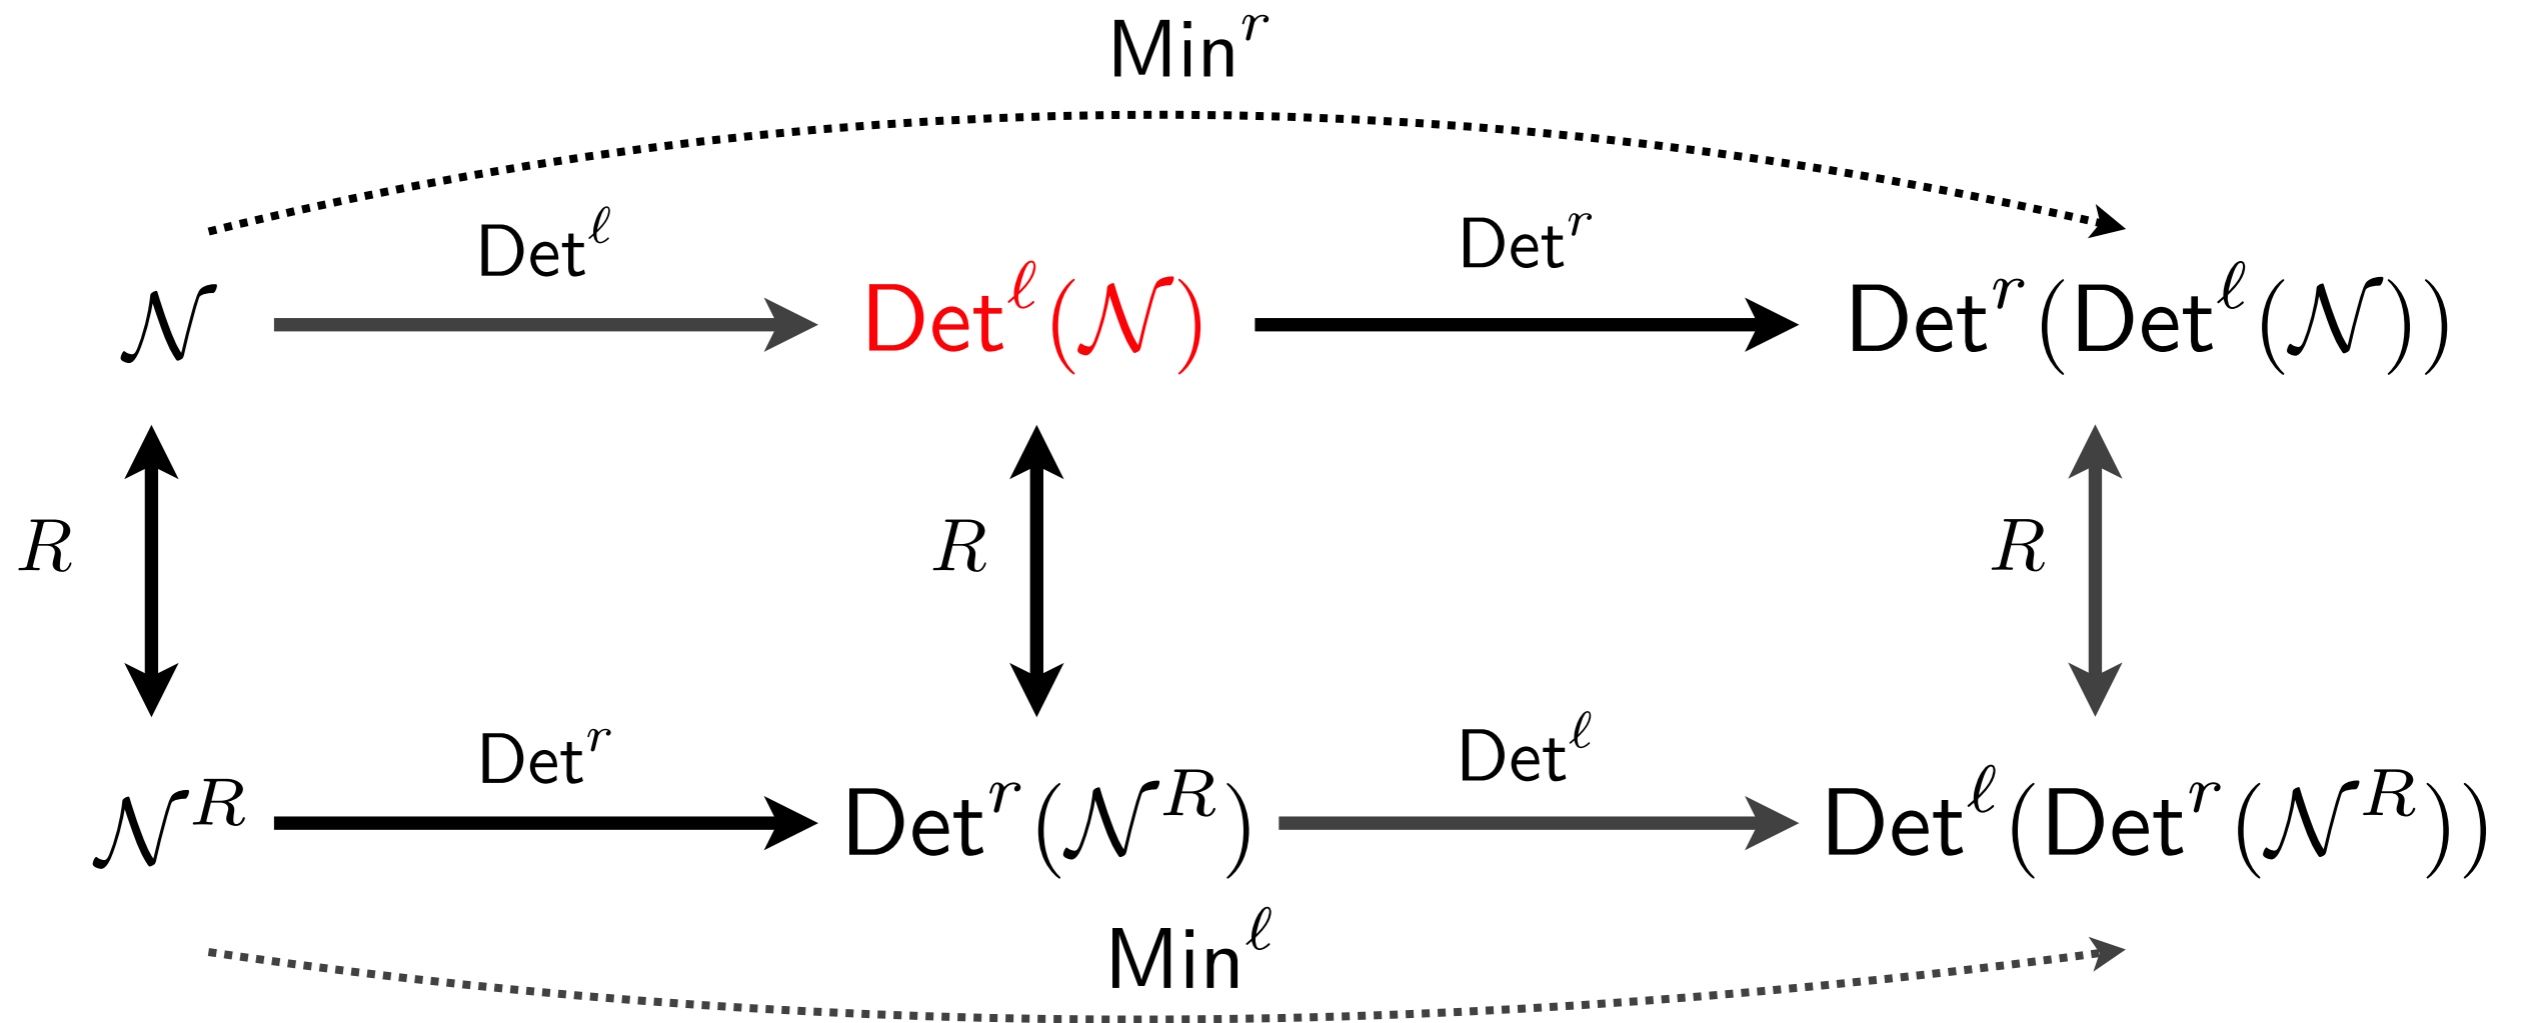 Min^r
Det^ℓ Det^r
𝒩 Det^ℓ(𝒩) Det^r(Det^ℓ(𝒩))
R R R
Det^r Det^ℓ
𝒩^R Det^r(𝒩^R) Det^ℓ(Det^r(𝒩^R))
Min^ℓ